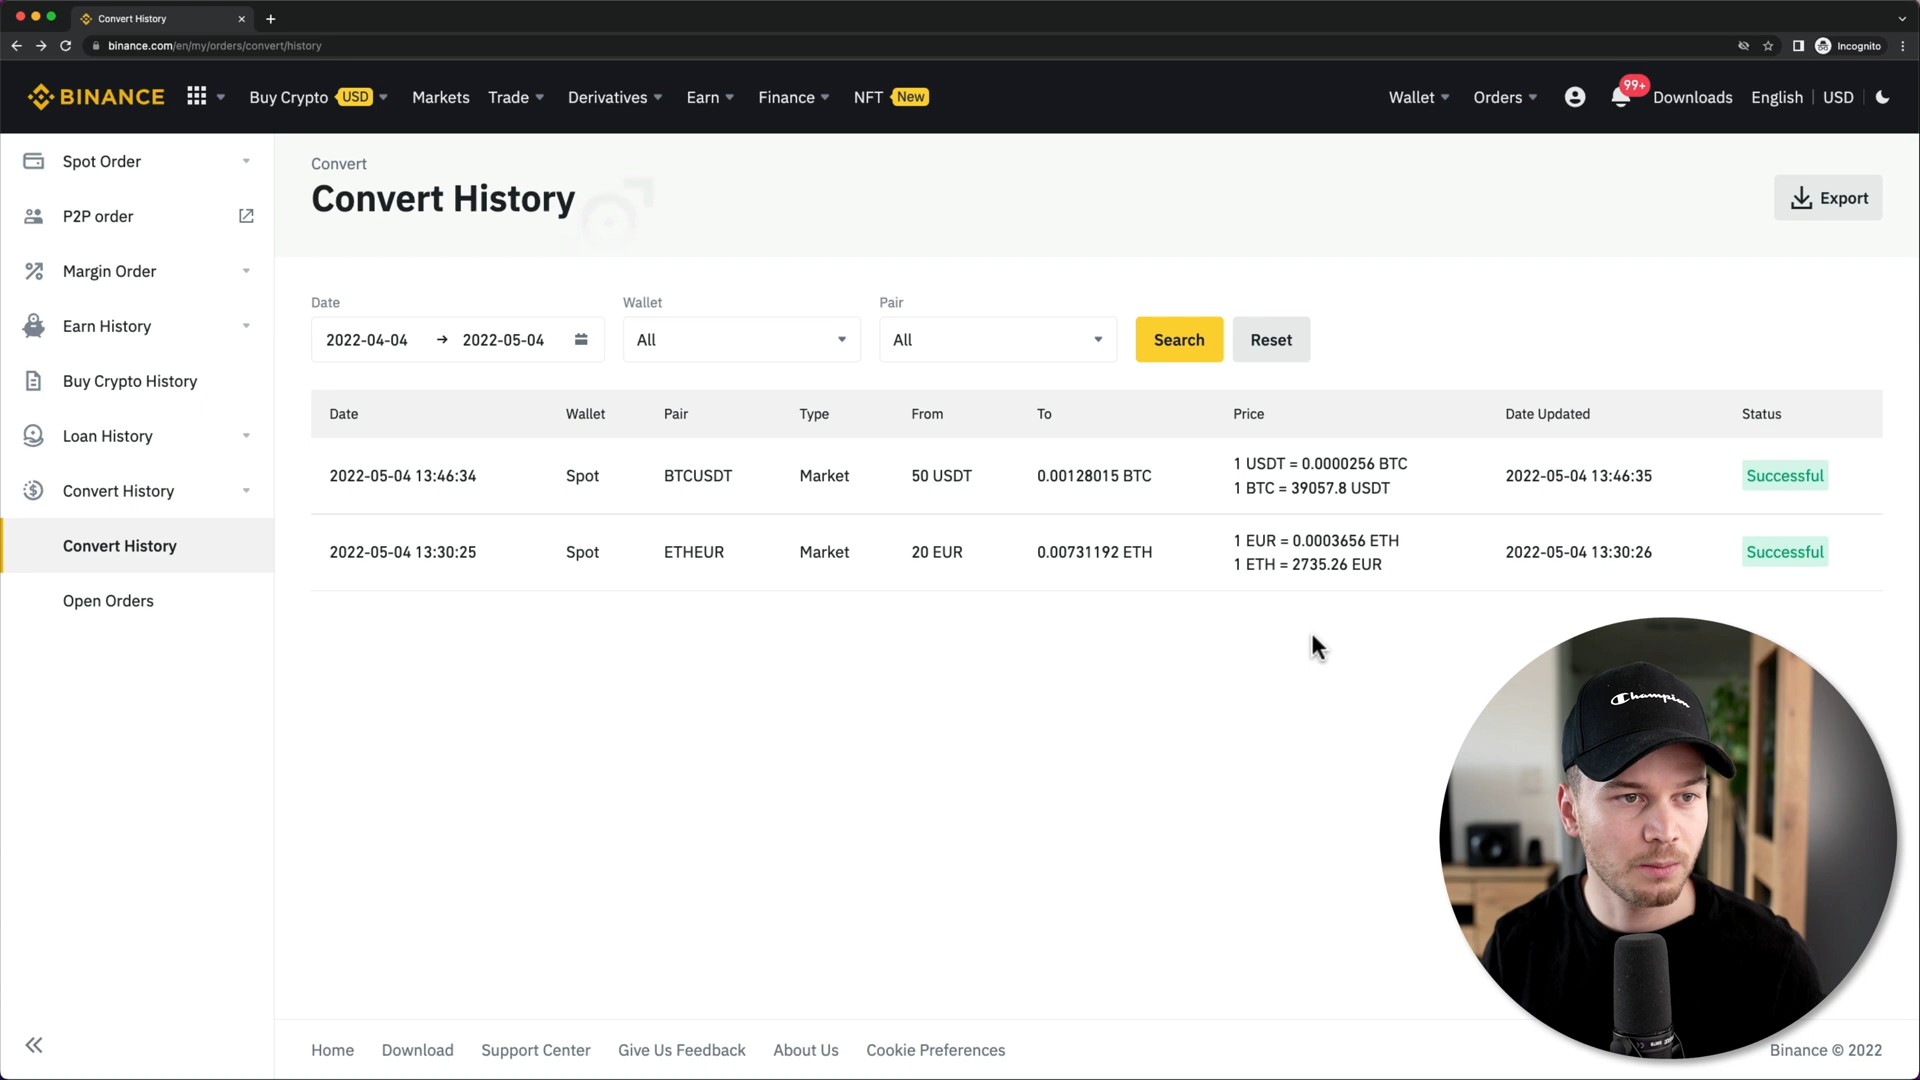 Convert History
binance.com/en/my/orders/convert/history
Incognito
BINANCE
Buy Crypto USD
Markets
Trade
Derivatives
Earn
Finance
NFT New
Wallet
Orders
99+
Downloads
English
USD
Spot Order
P2P order
Margin Order
Earn History
Buy Crypto History
Loan History
Convert History
Convert History
Open Orders
Convert
Convert History
Export
Date
Wallet
Pair
2022-04-04 → 2022-05-04
All
All
Search
Reset
Date Wallet Pair Type From To Price Date Updated Status
2022-05-04 13:46:34 Spot BTCUSDT Market 50 USDT 0.00128015 BTC 1 USDT = 0.0000256 BTC
1 BTC = 39057.8 USDT
2022-05-04 13:46:35 Successful
2022-05-04 13:30:25 Spot ETHEUR Market 20 EUR 0.00731192 ETH 1 EUR = 0.0003656 ETH
1 ETH = 2735.26 EUR
2022-05-04 13:30:26 Successful
Champion
Home
Download
Support Center
Give Us Feedback
About Us
Cookie Preferences
Binance © 2022